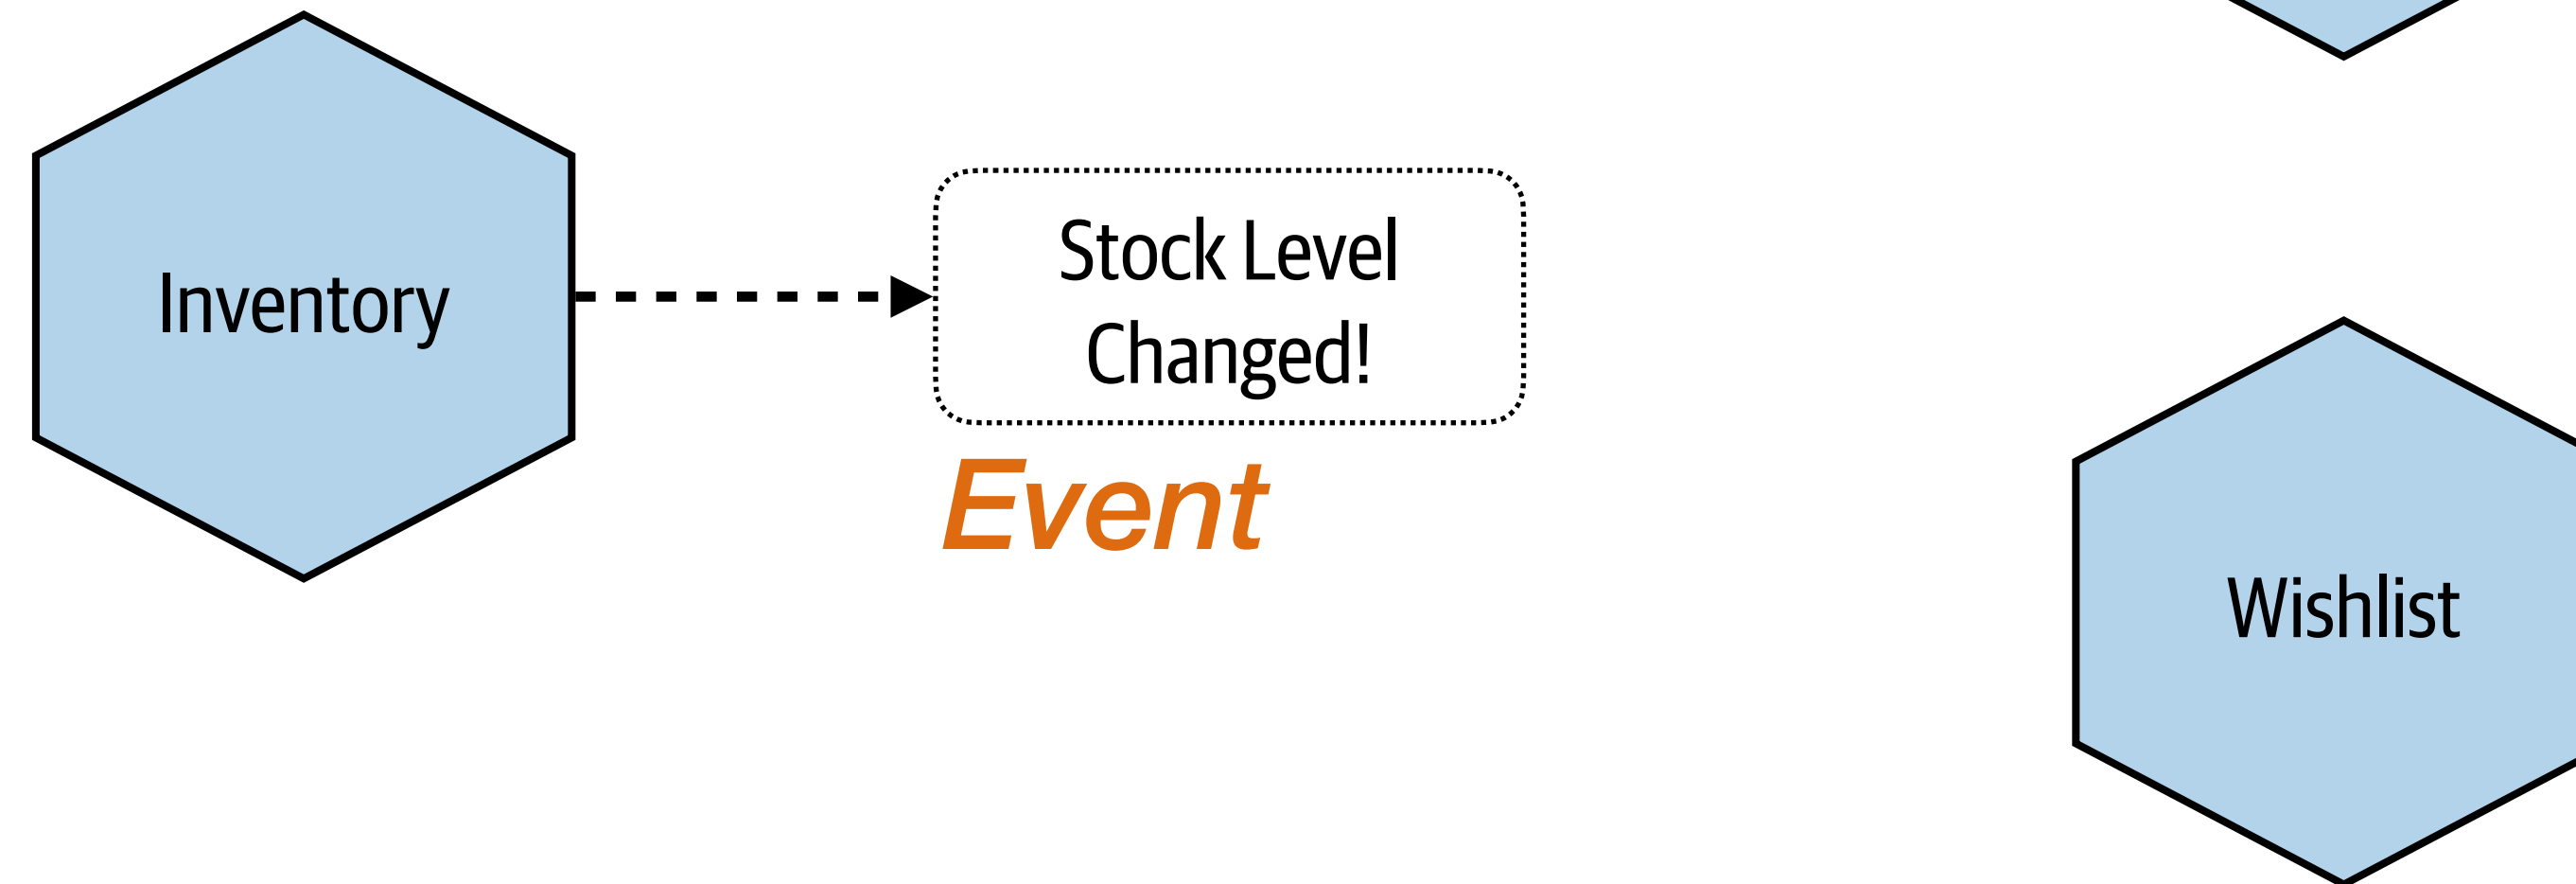 Inventory
Stock Level
Changed!
Event
Wishlist